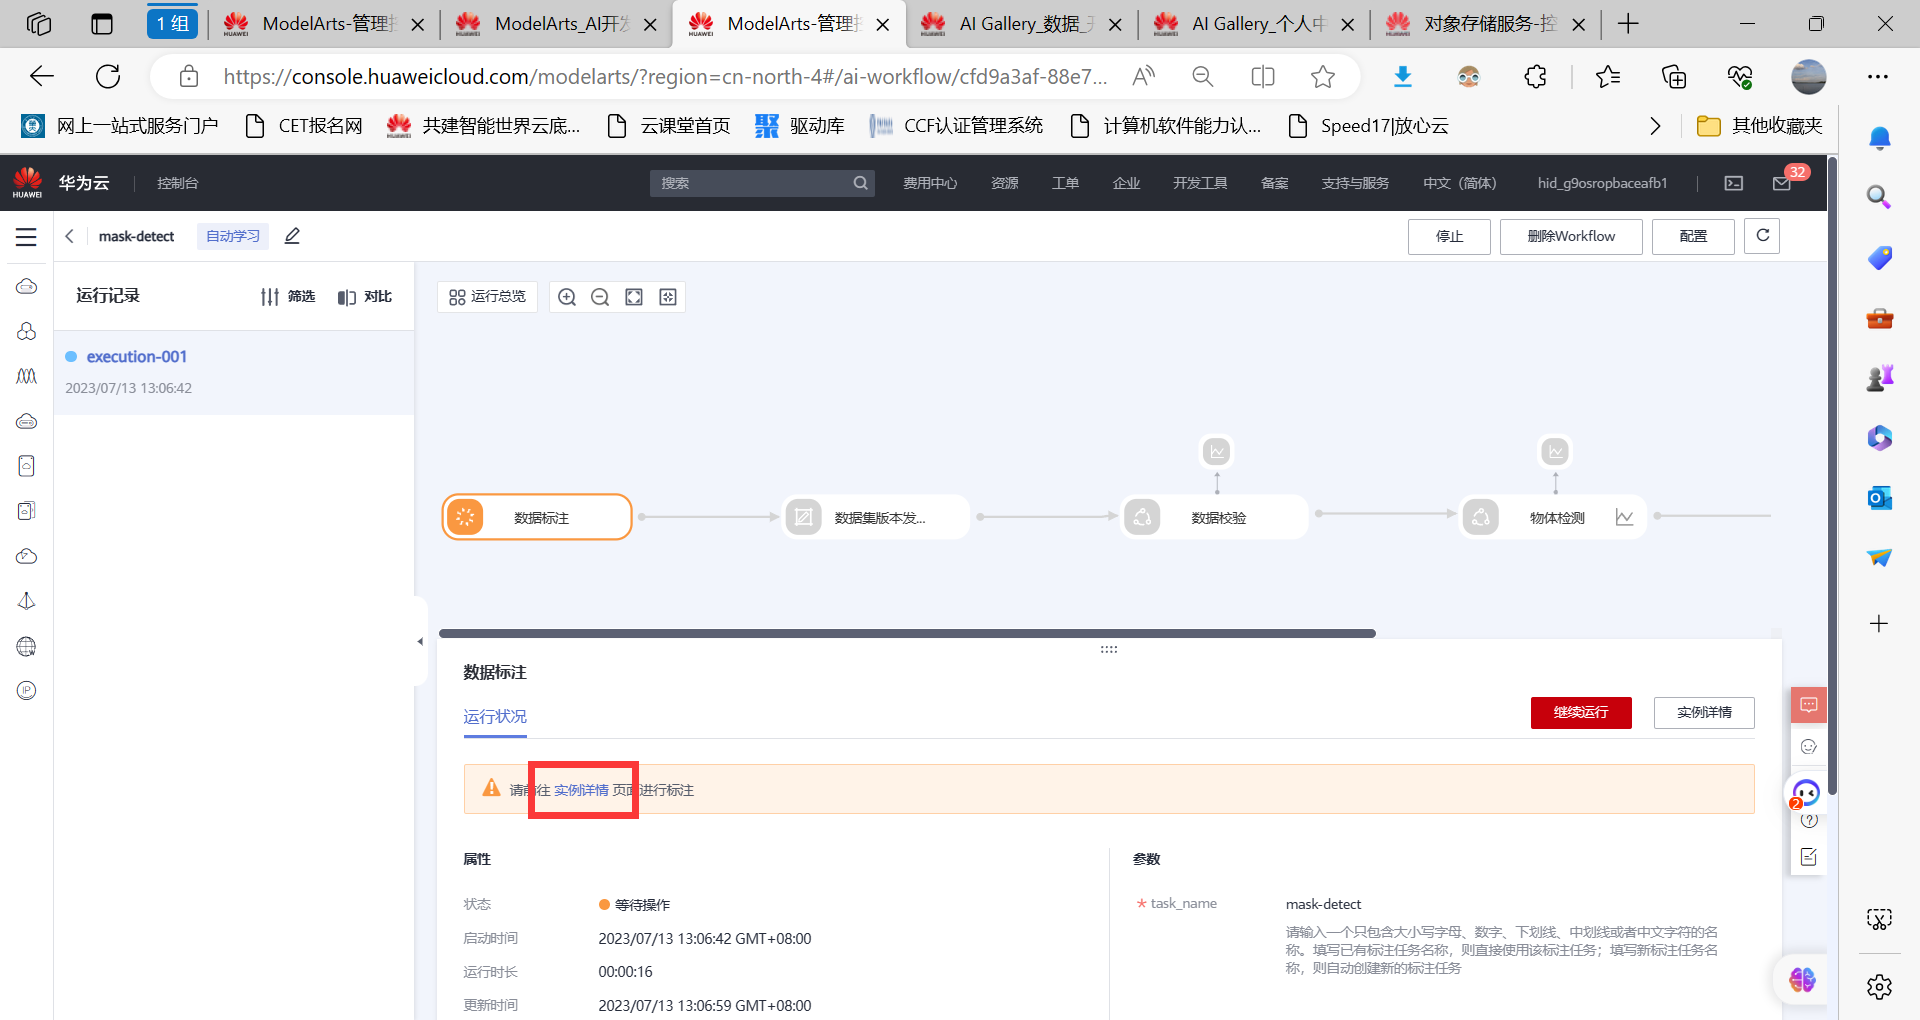 1 组
ModelArts-管理控
ModelArts_AI开发
ModelArts-管理控
AI Gallery_数据_开
AI Gallery_个人中
对象存储服务-控
https://console.huaweicloud.com/modelarts/?region=cn-north-4#/ai-workflow/cfd9a3af-88e7...
网上一站式服务门户
CET报名网
共建智能世界云底...
云课堂首页
驱动库
CCF认证管理系统
计算机软件能力认...
Speed17|放心云
其他收藏夹
HUAWEI
华为云
控制台
搜索
费用中心
资源
工单
企业
开发工具
备案
支持与服务
中文（简体）
hid_g9osropbaceafb1
32
mask-detect
自动学习
停止
删除Workflow
配置
运行记录
筛选
对比
运行总览
execution-001
2023/07/13 13:06:42
数据标注
数据集版本发...
数据校验
物体检测
数据标注
运行状况
继续运行
实例详情
请前往 实例详情 页面进行标注
2
属性
参数
状态
等待操作
* task_name
mask-detect
请输入一个只包含大小写字母、数字、下划线、中划线或者中文字符的名
称。填写已有标注任务名称，则直接使用该标注任务；填写新标注任务名
称，则自动创建新的标注任务
启动时间
2023/07/13 13:06:42 GMT+08:00
运行时长
00:00:16
更新时间
2023/07/13 13:06:59 GMT+08:00